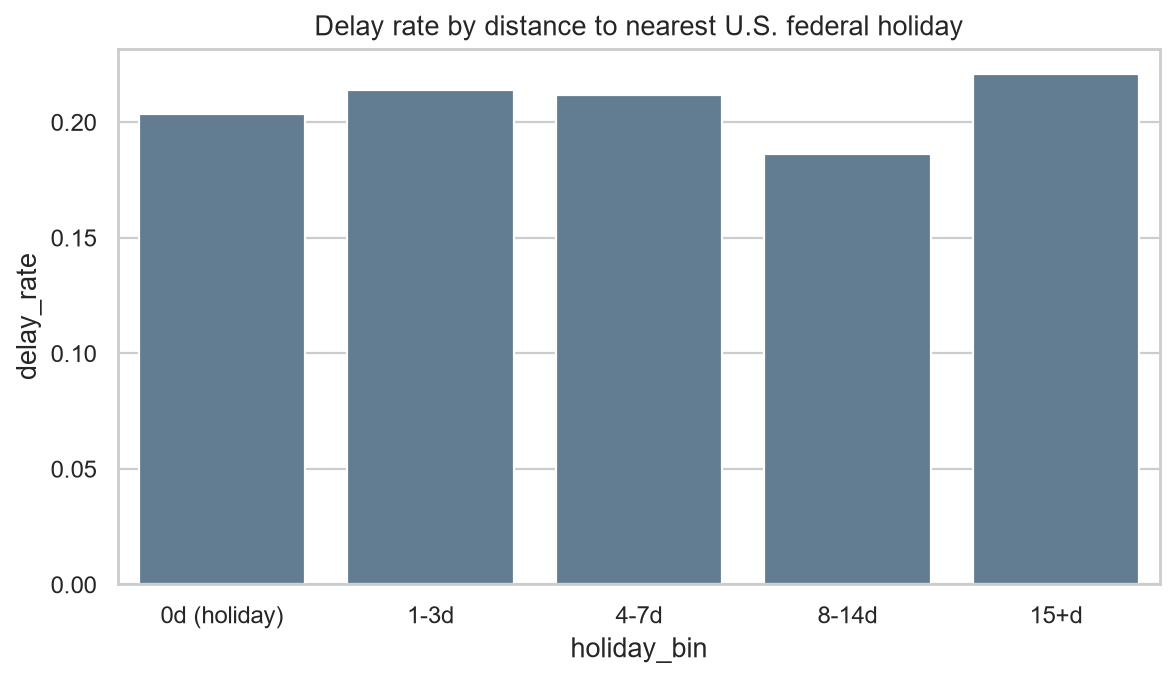 Delay rate by distance to nearest U.S. federal holiday
0.20
0.15
0.10
0.05
0.00
delay_rate
0d (holiday) 1-3d 4-7d 8-14d 15+d
holiday_bin